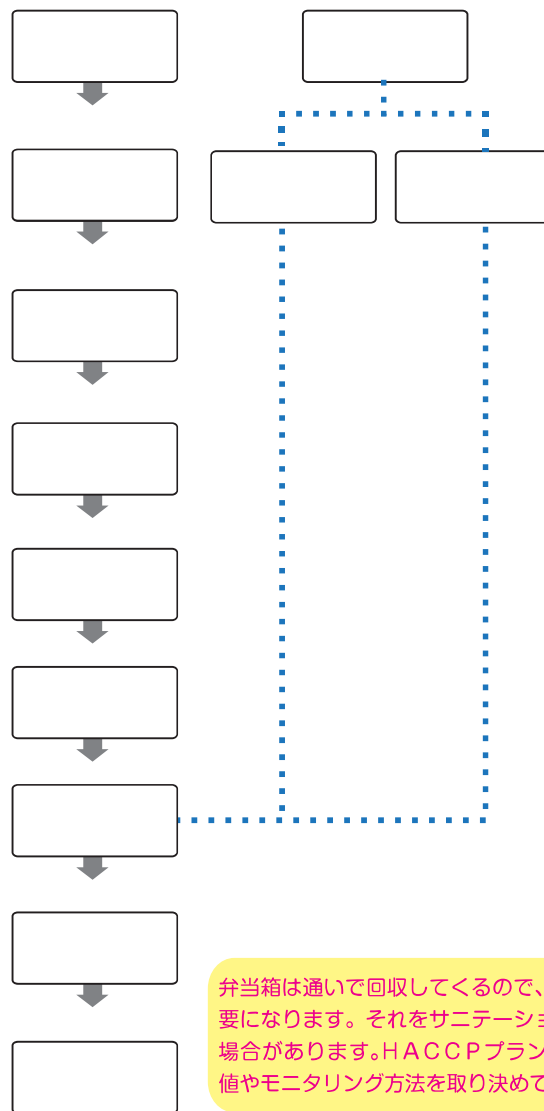 弁当箱は通いで回収してくるので、
要になります。それをサニテーショ
場合があります。HACCPプラン
値やモニタリング方法を取り決めて